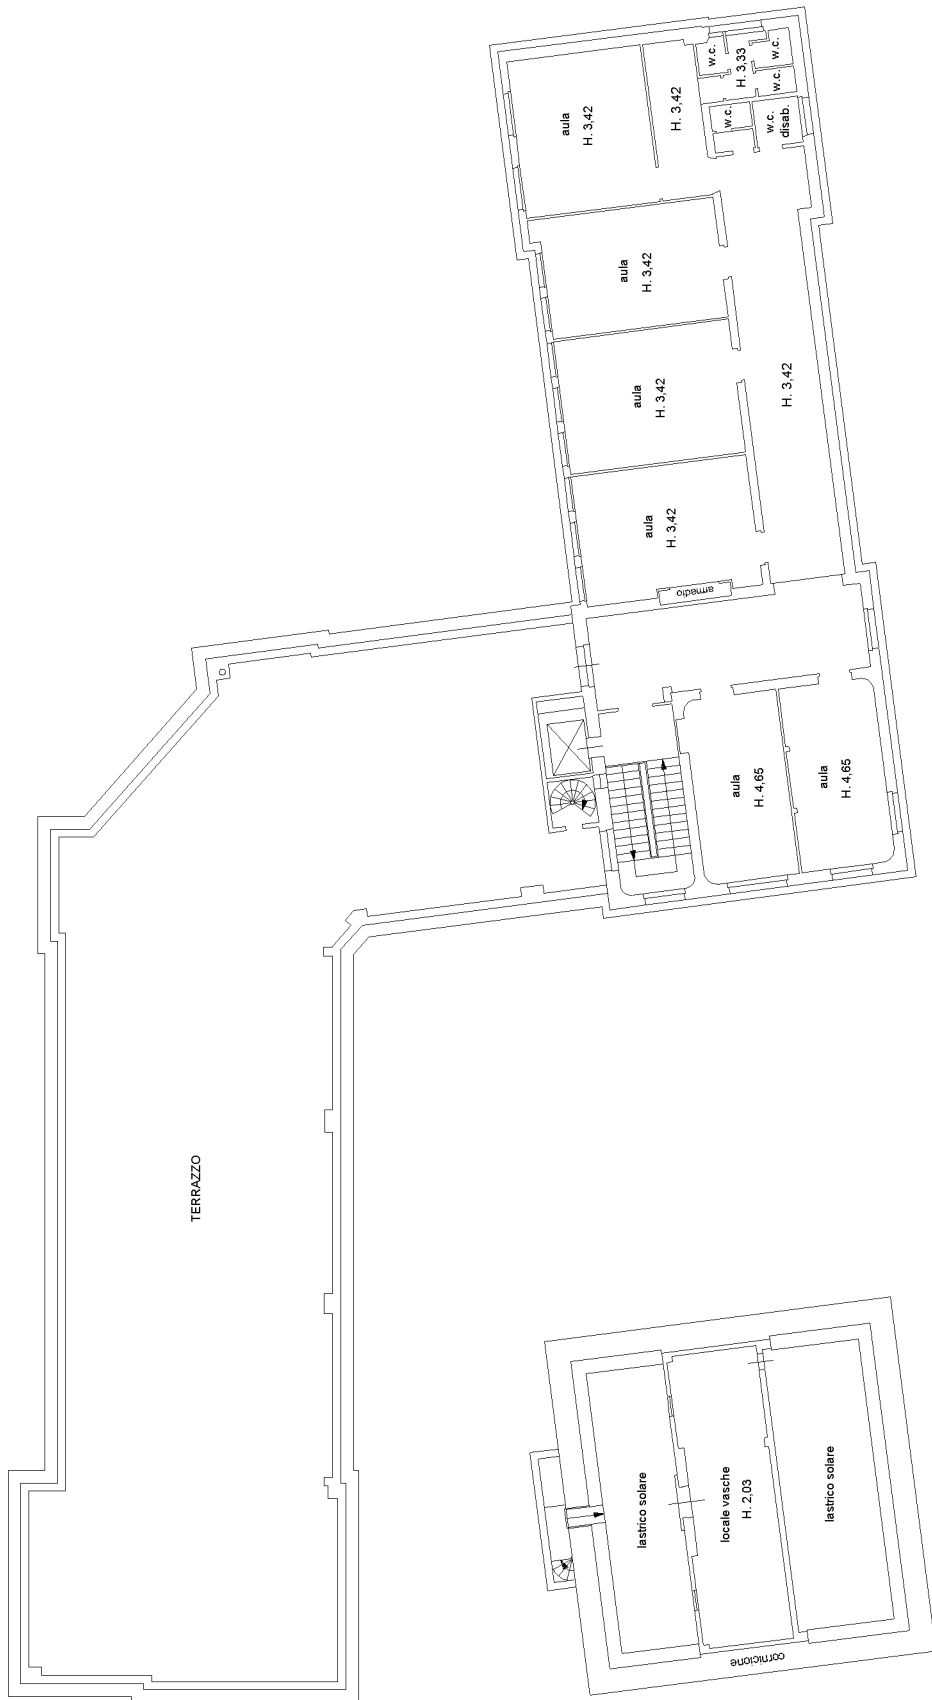 w.c.
H. 3,33
w.c.
w.c.
w.c.
w.c.
disab.
aula
H. 3,42
H. 3,42
aula
H. 3,42
aula
H. 3,42
H. 3,42
aula
H. 3,42
armadio
aula
H. 4,65
aula
H. 4,65
TERRAZZO
lastrico solare
locale vasche
H. 2,03
lastrico solare
cornicione